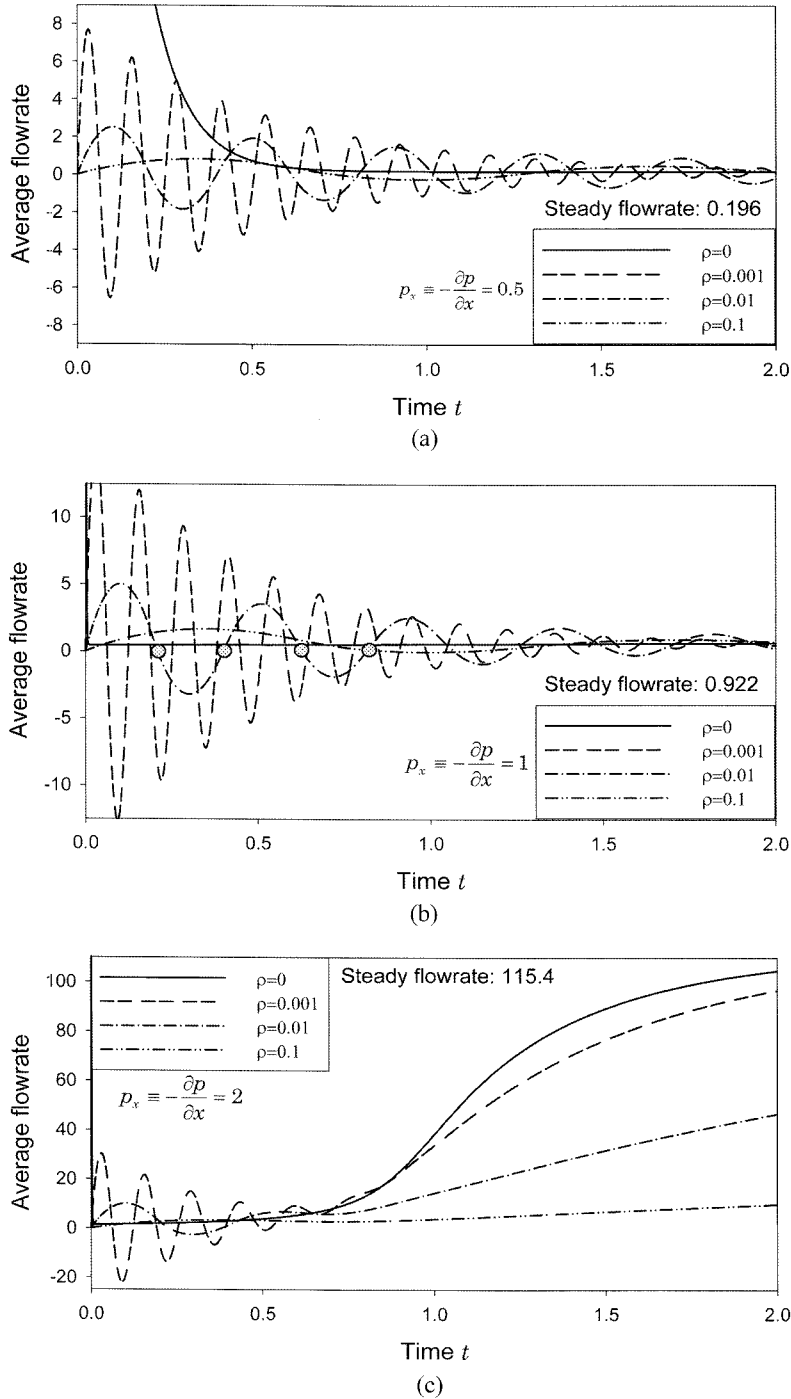 8
6
4
2
0
-2
-4
-6
-8
Average flowrate
Steady flowrate: 0.196
pₓ ≡ -∂p/∂x = 0.5
ρ=0
ρ=0.001
ρ=0.01
ρ=0.1
0.0 0.5 1.0 1.5 2.0
Time t
(a)
10
5
0
-5
-10
Average flowrate
Steady flowrate: 0.922
pₓ ≡ -∂p/∂x = 1
ρ=0
ρ=0.001
ρ=0.01
ρ=0.1
0.0 0.5 1.0 1.5 2.0
Time t
(b)
100
80
60
40
20
0
-20
Average flowrate
ρ=0
ρ=0.001
ρ=0.01
ρ=0.1
Steady flowrate: 115.4
pₓ ≡ -∂p/∂x = 2
0.0 0.5 1.0 1.5 2.0
Time t
(c)